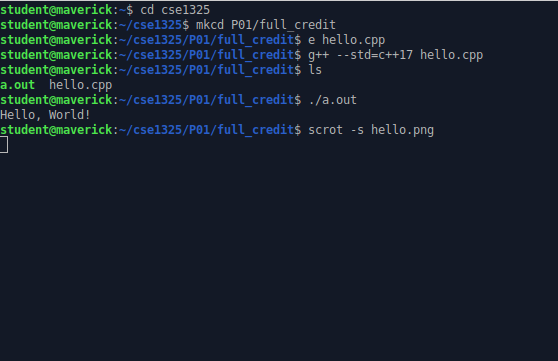 student@maverick:~$ cd cse1325
student@maverick:~/cse1325$ mkcd P01/full_credit
student@maverick:~/cse1325/P01/full_credit$ e hello.cpp
student@maverick:~/cse1325/P01/full_credit$ g++ --std=c++17 hello.cpp
student@maverick:~/cse1325/P01/full_credit$ ls
a.out  hello.cpp
student@maverick:~/cse1325/P01/full_credit$ ./a.out
Hello, World!
student@maverick:~/cse1325/P01/full_credit$ scrot -s hello.png